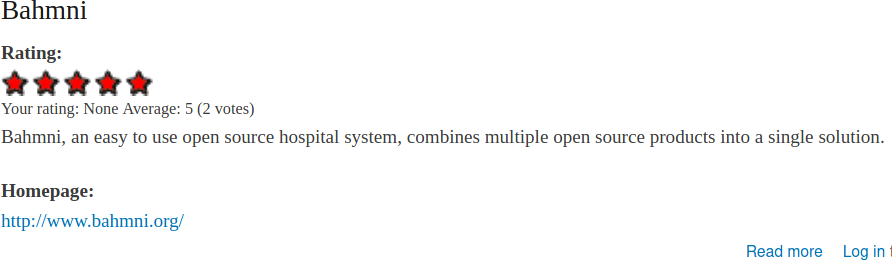 Bahmni
Rating:
Your rating: None Average: 5 (2 votes)
Bahmni, an easy to use open source hospital system, combines multiple open source products into a single solution.
Homepage:
http://www.bahmni.org/
Read more Log in